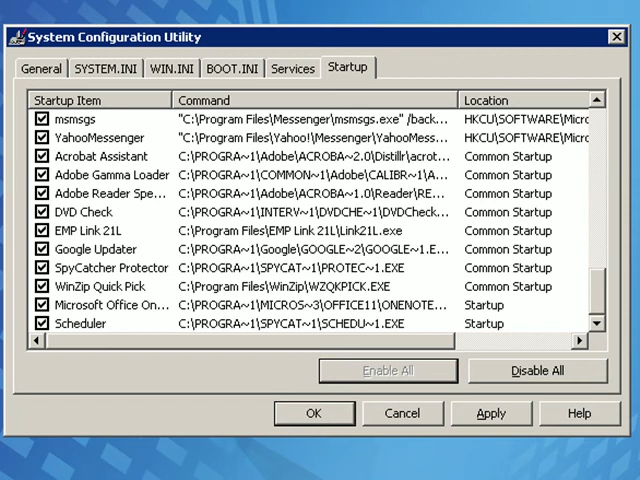 System Configuration Utility
General SYSTEM.INI WIN.INI BOOT.INI Services Startup
Startup Item Command Location
msmsgs "C:\Program Files\Messenger\msmsgs.exe" /back... HKCU\SOFTWARE\Micro
YahooMessenger "C:\Program Files\Yahoo!\Messenger\YahooMess... HKCU\SOFTWARE\Micro
Acrobat Assistant C:\PROGRA~1\Adobe\ACROBA~2.0\Distillr\acrot... Common Startup
Adobe Gamma Loader C:\PROGRA~1\COMMON~1\Adobe\CALIBR~1\A... Common Startup
Adobe Reader Spe... C:\PROGRA~1\Adobe\ACROBA~1.0\Reader\RE... Common Startup
DVD Check C:\PROGRA~1\INTERV~1\DVDCHE~1\DVDCheck... Common Startup
EMP Link 21L C:\Program Files\EMP Link 21L\Link21L.exe Common Startup
Google Updater C:\PROGRA~1\Google\GOOGLE~2\GOOGLE~1.E... Common Startup
SpyCatcher Protector C:\PROGRA~1\SPYCAT~1\PROTEC~1.EXE Common Startup
WinZip Quick Pick C:\Program Files\WinZip\WZQKPICK.EXE Common Startup
Microsoft Office On... C:\PROGRA~1\MICROS~3\OFFICE11\ONENOTE... Startup
Scheduler C:\PROGRA~1\SPYCAT~1\SCHEDU~1.EXE Startup
Enable All Disable All
OK Cancel Apply Help